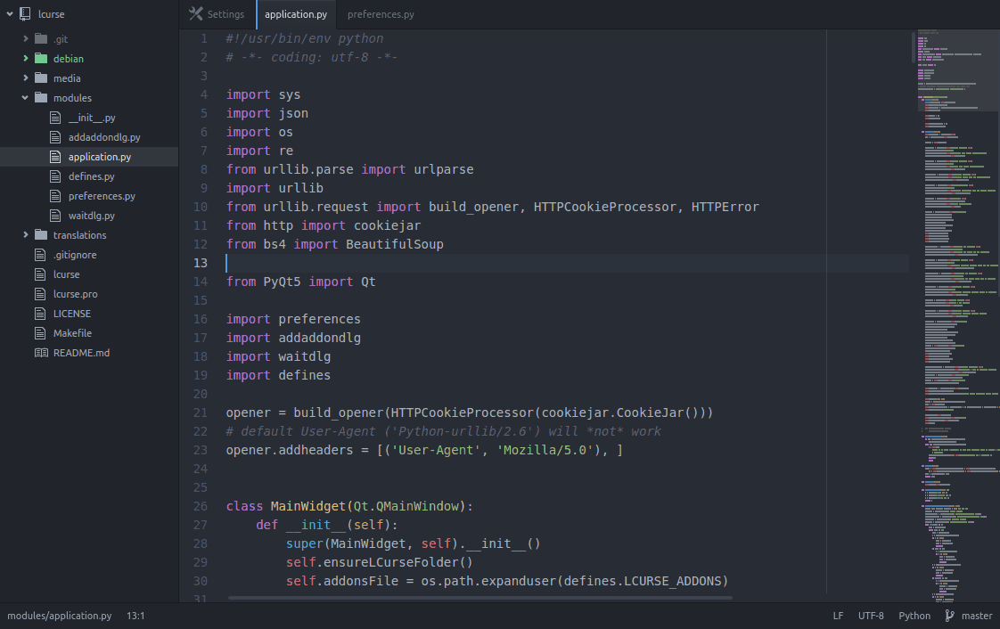 lcurse
.git
debian
media
modules
__init__.py
addaddondlg.py
application.py
defines.py
preferences.py
waitdlg.py
translations
.gitignore
lcurse
lcurse.pro
LICENSE
Makefile
README.md
Settings
application.py
preferences.py
1 #!/usr/bin/env python
2 # -*- coding: utf-8 -*-
3
4 import sys
5 import json
6 import os
7 import re
8 from urllib.parse import urlparse
9 import urllib
10 from urllib.request import build_opener, HTTPCookieProcessor, HTTPError
11 from http import cookiejar
12 from bs4 import BeautifulSoup
13
14 from PyQt5 import Qt
15
16 import preferences
17 import addaddondlg
18 import waitdlg
19 import defines
20
21 opener = build_opener(HTTPCookieProcessor(cookiejar.CookieJar()))
22 # default User-Agent ('Python-urllib/2.6') will *not* work
23 opener.addheaders = [('User-Agent', 'Mozilla/5.0'), ]
24
25
26 class MainWidget(Qt.QMainWindow):
27     def __init__(self):
28         super(MainWidget, self).__init__()
29         self.ensureLCurseFolder()
30         self.addonsFile = os.path.expanduser(defines.LCURSE_ADDONS)
31
modules/application.py 13:1
LF UTF-8 Python master